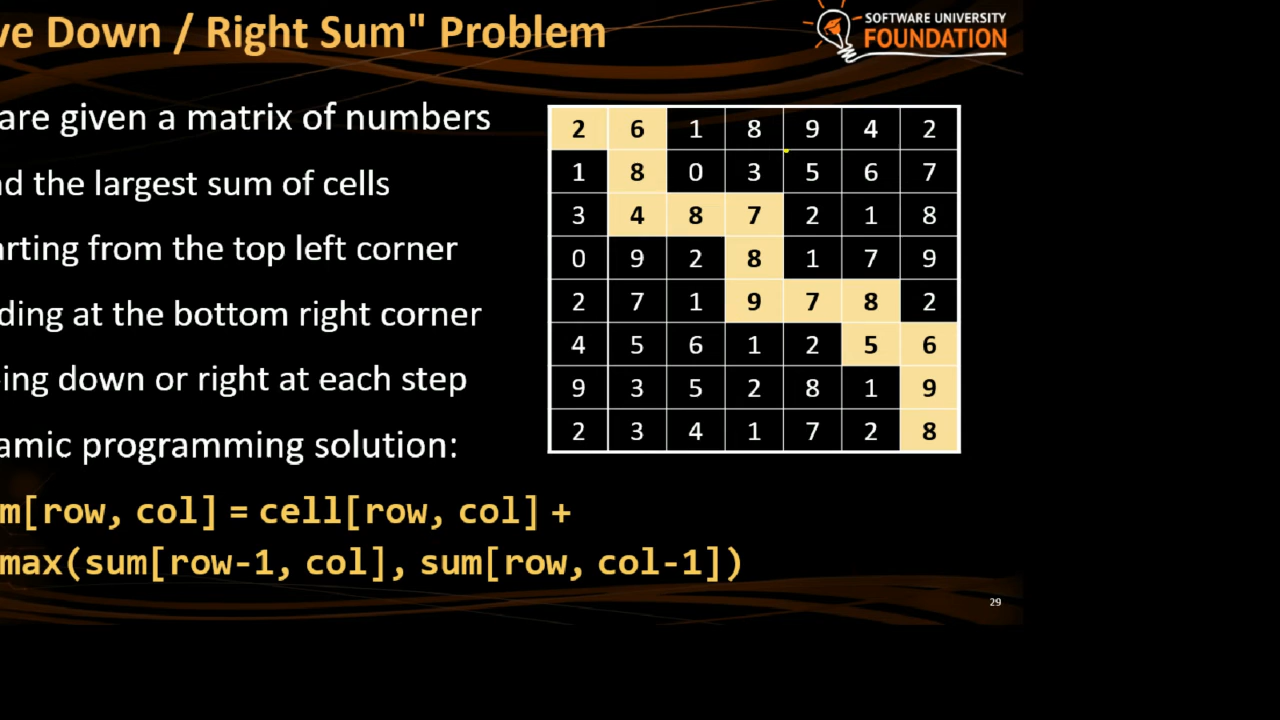 ve Down / Right Sum" Problem
SOFTWARE UNIVERSITY
FOUNDATION
are given a matrix of numbers
nd the largest sum of cells
arting from the top left corner
ding at the bottom right corner
ing down or right at each step
amic programming solution:
m[row, col] = cell[row, col] +
max(sum[row-1, col], sum[row, col-1])
2 6 1 8 9 4 2
1 8 0 3 5 6 7
3 4 8 7 2 1 8
0 9 2 8 1 7 9
2 7 1 9 7 8 2
4 5 6 1 2 5 6
9 3 5 2 8 1 9
2 3 4 1 7 2 8
29